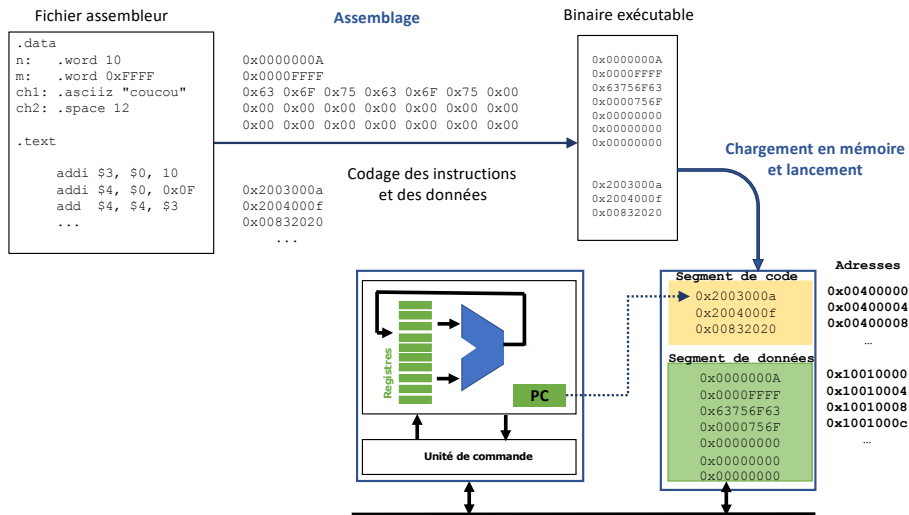 Fichier assembleur
.data
n: .word 10
m: .word 0xFFFF
ch1: .asciiz "coucou"
ch2: .space 12
.text
addi $3, $0, 10
addi $4, $0, 0x0F
add $4, $4, $3
...
Assemblage
0x0000000A
0x0000FFFF
0x63 0x6F 0x75 0x63 0x6F 0x75 0x00
0x00 0x00 0x00 0x00 0x00 0x00 0x00
0x00 0x00 0x00 0x00 0x00 0x00 0x00
Codage des instructions
et des données
0x2003000a
0x2004000f
0x00832020
...
Binaire exécutable
0x0000000A
0x0000FFFF
0x63756F63
0x0000756F
0x00000000
0x00000000
0x00000000
0x2003000a
0x2004000f
0x00832020
Chargement en mémoire
et lancement
Registres
PC
Unité de commande
Segment de code
0x2003000a
0x2004000f
0x00832020
Segment de données
0x0000000A
0x0000FFFF
0x63756F63
0x0000756F
0x00000000
0x00000000
0x00000000
Adresses
0x00400000
0x00400004
0x00400008
…
0x10010000
0x10010004
0x10010008
0x1001000c
…